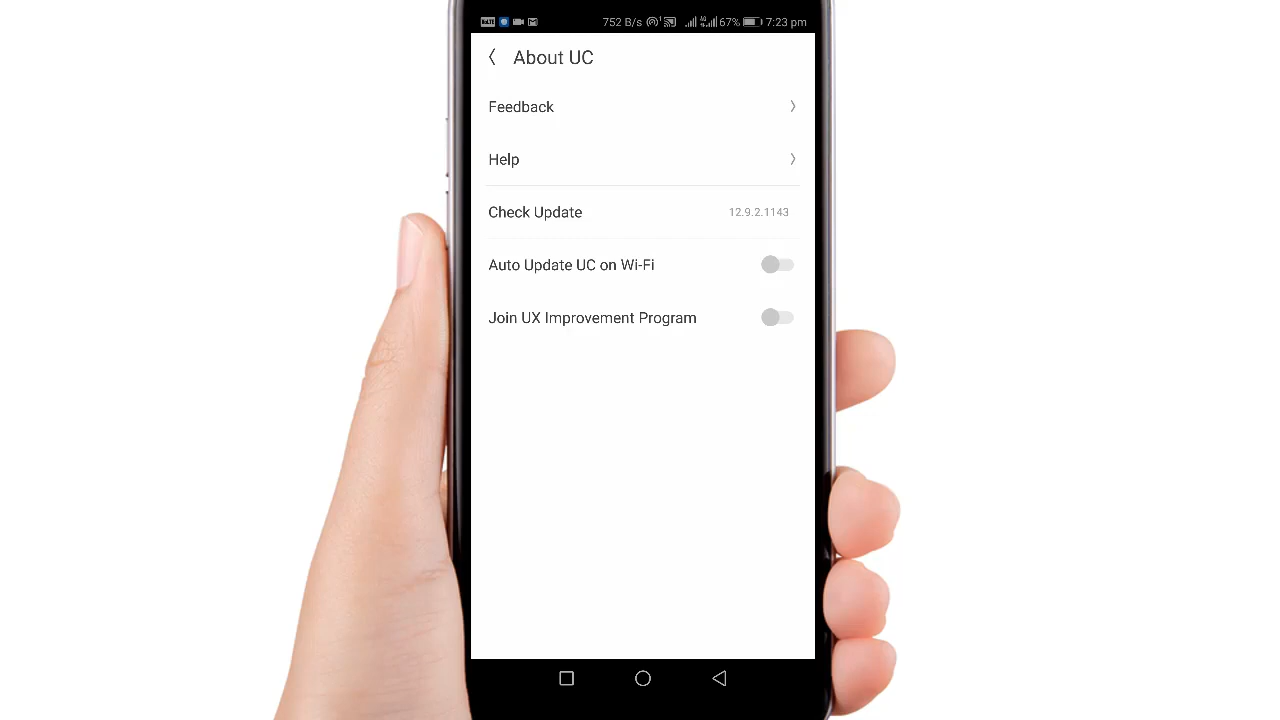 752 B/s 67% 7:23 pm
About UC
Feedback
Help
Check Update 12.9.2.1143
Auto Update UC on Wi-Fi
Join UX Improvement Program